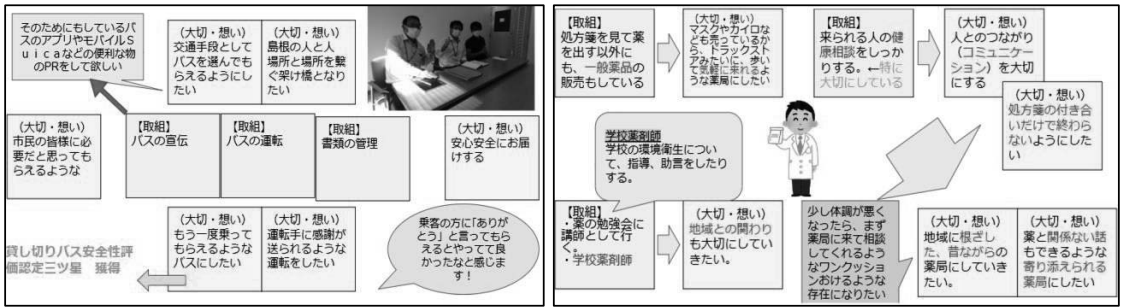 そのためにもしているバ
スのアプリやモバイルS
uicaなどの便利な物
のPRをして欲しい
(大切・想い)
交通手段として
バスを選んでも
らえるようにし
たい
(大切・想い)
島根の人と人
場所と場所を繋
ぐ架け橋となり
たい
(大切・想い)
市民の皆様に必
要だと思っても
らえるような
【取組】
バスの宣伝
【取組】
バスの運転
【取組】
書類の管理
(大切・想い)
安心安全にお届
けする
(大切・想い)
もう一度乗って
もらえるような
バスにしたい
(大切・想い)
運転手に感謝が
送られるような
運転をしたい
乗客の方に「ありが
とう」と言ってもら
えるとやってて良
かったなと感じま
す!
貸し切りバス安全性評
価認定三ツ星 獲得
【取組】
処方箋を見て薬
を出す以外に
も、一般薬品の
販売もしている
(大切・想い)
マスクやカイロな
ども売っているか
ら、ドラックスト
アみたいに、歩い
て気軽に来れるよ
うな薬局にしたい
【取組】
来られる人の健
康相談をしっか
りする。←特に
大切にしている
(大切・想い)
人とのつながり
(コミュニケー
ション)を大切
にする
(大切・想い)
処方箋の付き合
いだけで終わら
ないようにした
い
学校薬剤師
学校の環境衛生につい
て、指導、助言をしたり
する。
【取組】
・薬の勉強会に
講師として行
く。
・学校薬剤師
(大切・想い)
地域との関わり
も大切にしてい
きたい。
少し体調が悪く
なったら、まず
薬局に来て相談
してくれるよう
なワンクッショ
ンおけるような
存在になりたい
(大切・想い)
地域に根ざし
た、昔ながらの
薬局にしていき
たい。
(大切・想い)
薬と関係ない話
もできるような
寄り添えられる
薬局にしたい